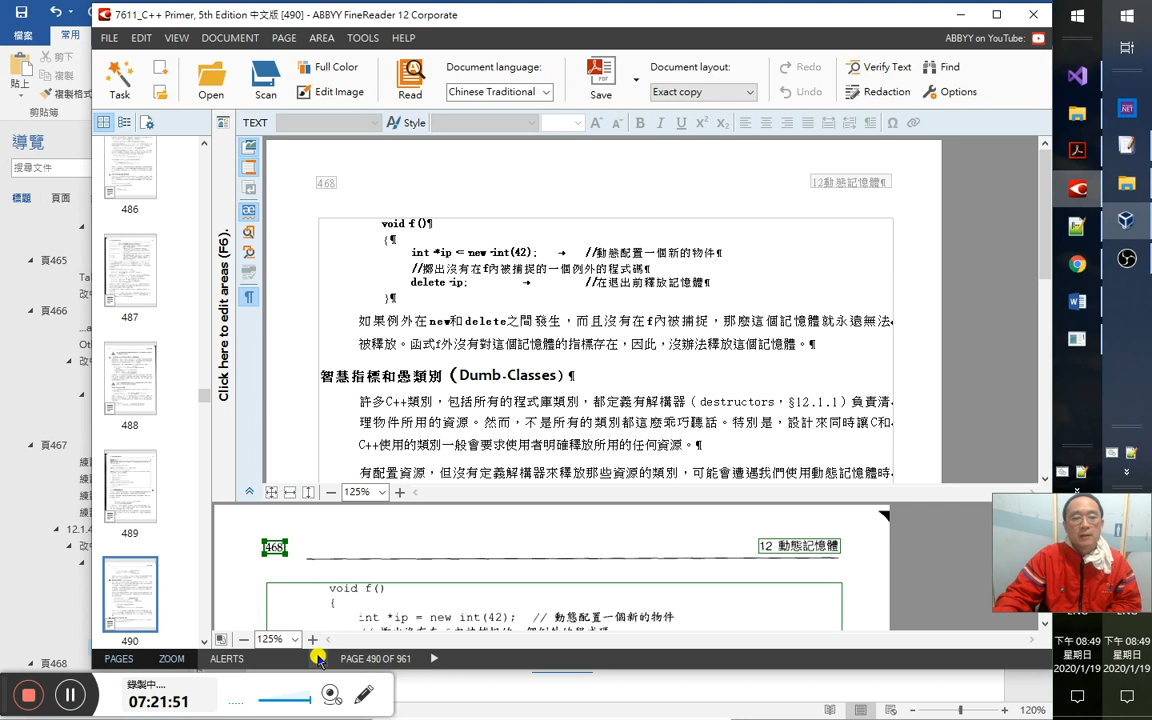 7611_C++ Primer, 5th Edition 中文版 [490] - ABBYY FineReader 12 Corporate
FILE EDIT VIEW DOCUMENT PAGE AREA TOOLS HELP
ABBYY on YouTube:
檔案 常用
剪下
複製
複製格式
貼上
剪貼簿
Task
Open
Scan
Full Color
Edit Image
Read
Document language:
Chinese Traditional
Save
Document layout:
Exact copy
Redo
Undo
Verify Text
Redaction
Find
Options
TEXT
Style
B I U X² X₂
導覽
搜尋文件
標題 頁面
頁465
頁466
頁467
12.1.4
頁468
486
487
488
489
490
Click here to edit areas (F6).
468
12動態記憶體¶
void f()¶
{¶
int *ip = new int(42); → //動態配置一個新的物件¶
//擲出沒有在f內被捕捉的一個例外的程式碼¶
delete ip; → //在退出前釋放記憶體¶
}¶
如果例外在new和delete之間發生，而且沒有在f內被捕捉，那麼這個記憶體就永遠無法
被釋放。函式f外沒有對這個記憶體的指標存在，因此，沒辦法釋放這個記憶體。¶
智慧指標和愚類別（Dumb·Classes）¶
許多C++類別，包括所有的程式庫類別，都定義有解構器（destructors，§12.1.1）負責清
理物件所用的資源。然而，不是所有的類別都這麼乖巧聽話。特別是，設計來同時讓C和
C++使用的類別一般會要求使用者明確釋放所用的任何資源。¶
有配置資源，但沒有定義解構器來釋放那些資源的類別，可能會遭遇我們使用動態記憶體時
125%
468
12 動態記憶體
void f()
{
int *ip = new int(42); // 動態配置一個新的物件
125%
PAGES ZOOM ALERTS PAGE 490 OF 961
錄製中....
07:21:51
下午 08:49
星期日
2020/1/19
下午 08:49
星期日
2020/1/19
120%